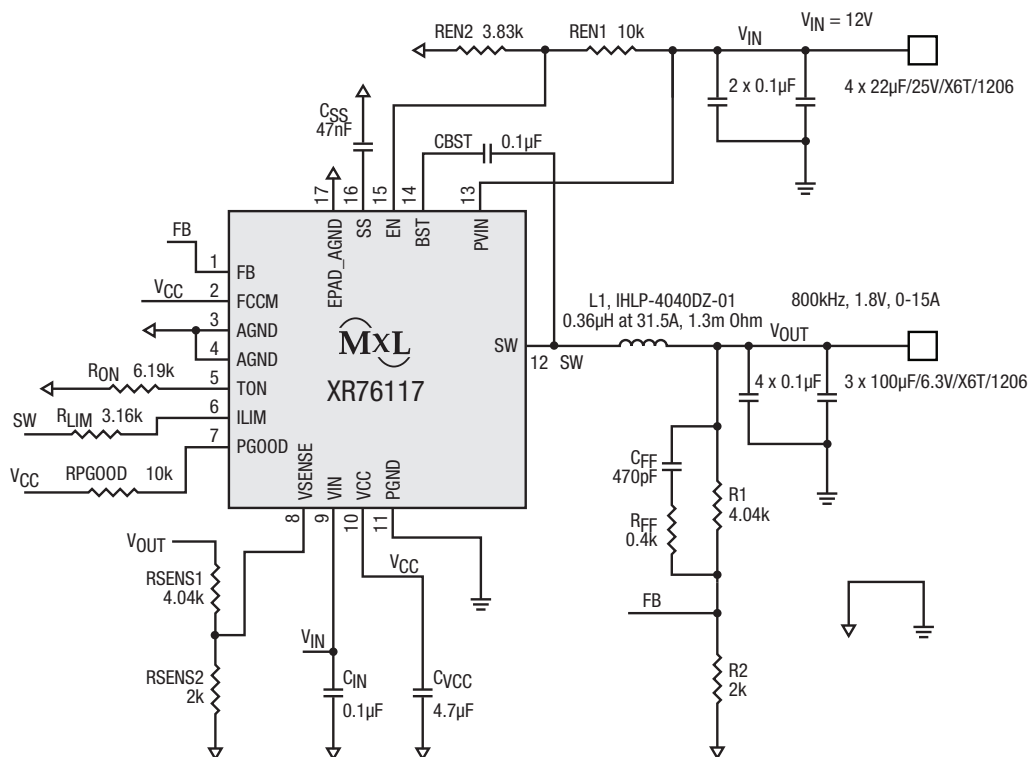 REN2 3.83k
REN1 10k
VIN
VIN = 12V
2 x 0.1µF
4 x 22µF/25V/X6T/1206
CSS
47nF
CBST
0.1µF
17
16
15
14
13
EPAD_AGND
SS
EN
BST
PVIN
FB
1
FB
VCC
2
FCCM
3
AGND
4
AGND
RON 6.19k
5
TON
SW
RLIM 3.16k
6
ILIM
7
PGOOD
VCC
RPGOOD 10k
MxL
XR76117
SW
12
SW
L1, IHLP-4040DZ-01
0.36µH at 31.5A, 1.3m Ohm
800kHz, 1.8V, 0-15A
VOUT
4 x 0.1µF
3 x 100µF/6.3V/X6T/1206
VSENSE
VIN
VCC
PGND
8
9
10
11
CFF
470pF
R1
4.04k
RFF
0.4k
FB
R2
2k
VOUT
RSENS1
4.04k
RSENS2
2k
VIN
CIN
0.1µF
VCC
CVCC
4.7µF